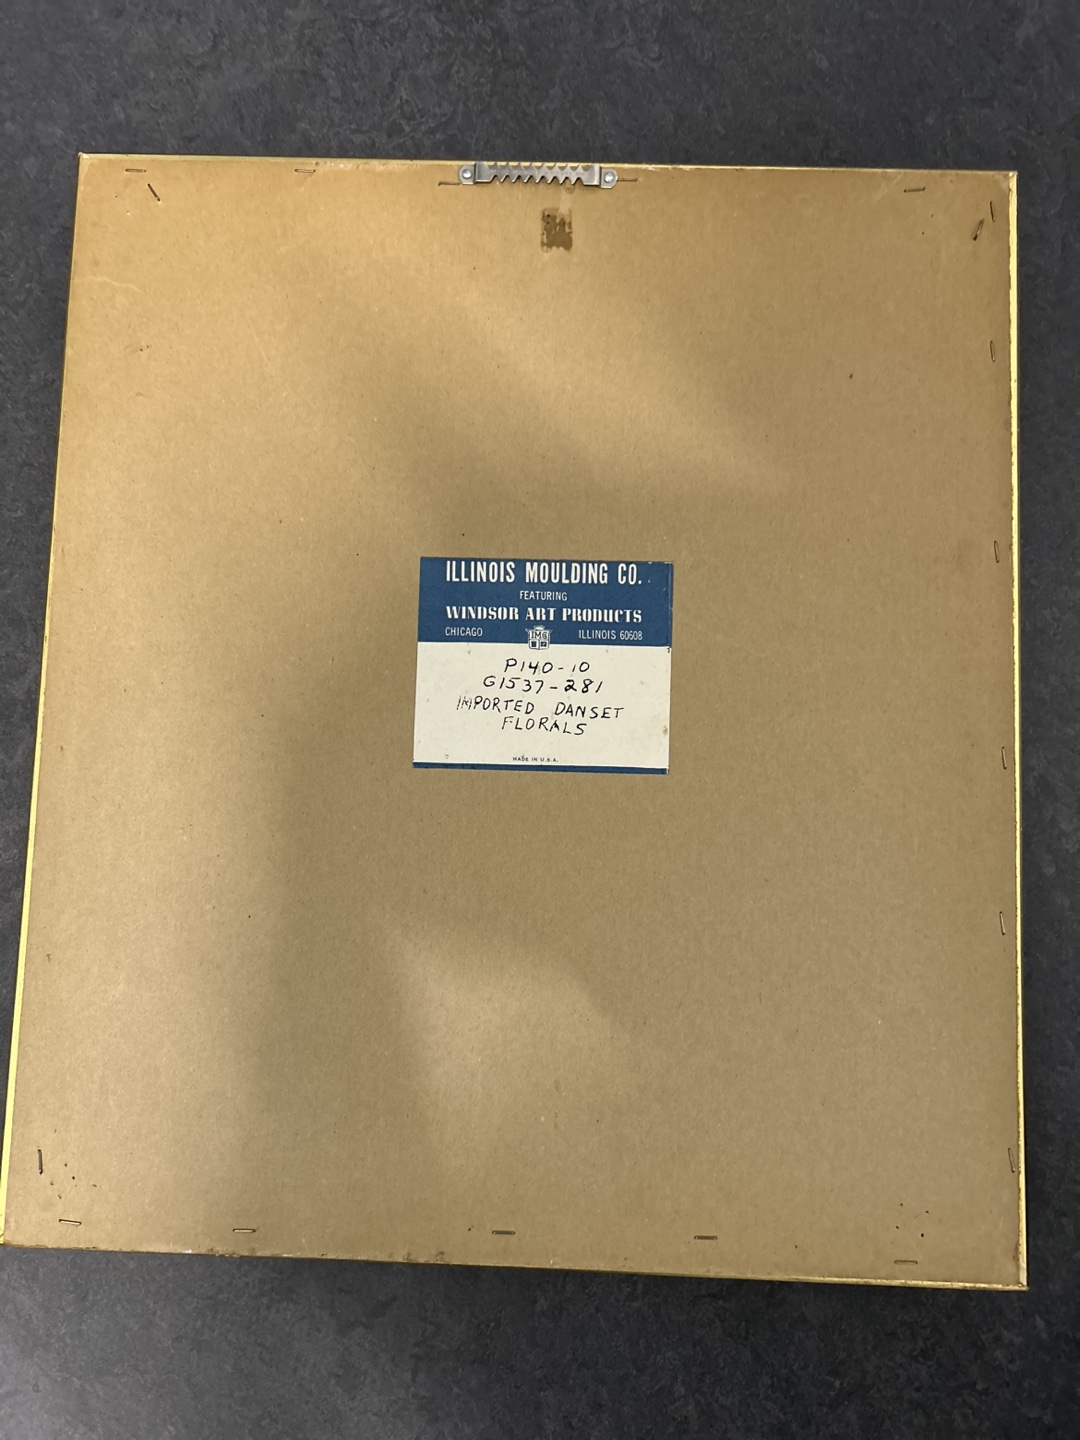 ILLINOIS MOULDING CO.
FEATURING
WINDSOR ART PRODUCTS
CHICAGO IMC ILLINOIS 60608
P140-10
G1537-281
IMPORTED DANSET
FLORALS
MADE IN U.S.A.